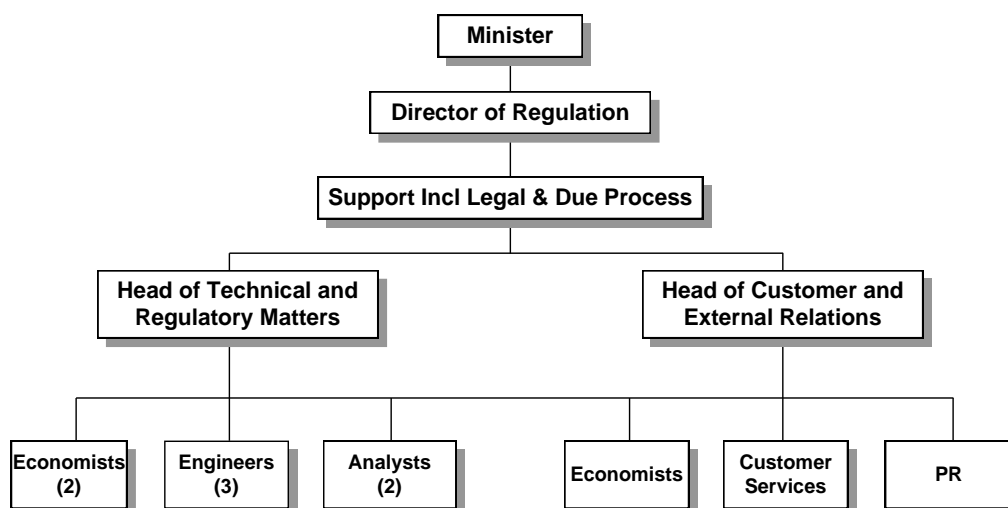 Minister
Director of Regulation
Support Incl Legal & Due Process
Head of Technical and
Regulatory Matters
Head of Customer and
External Relations
Economists
(2)
Engineers
(3)
Analysts
(2)
Economists
Customer
Services
PR